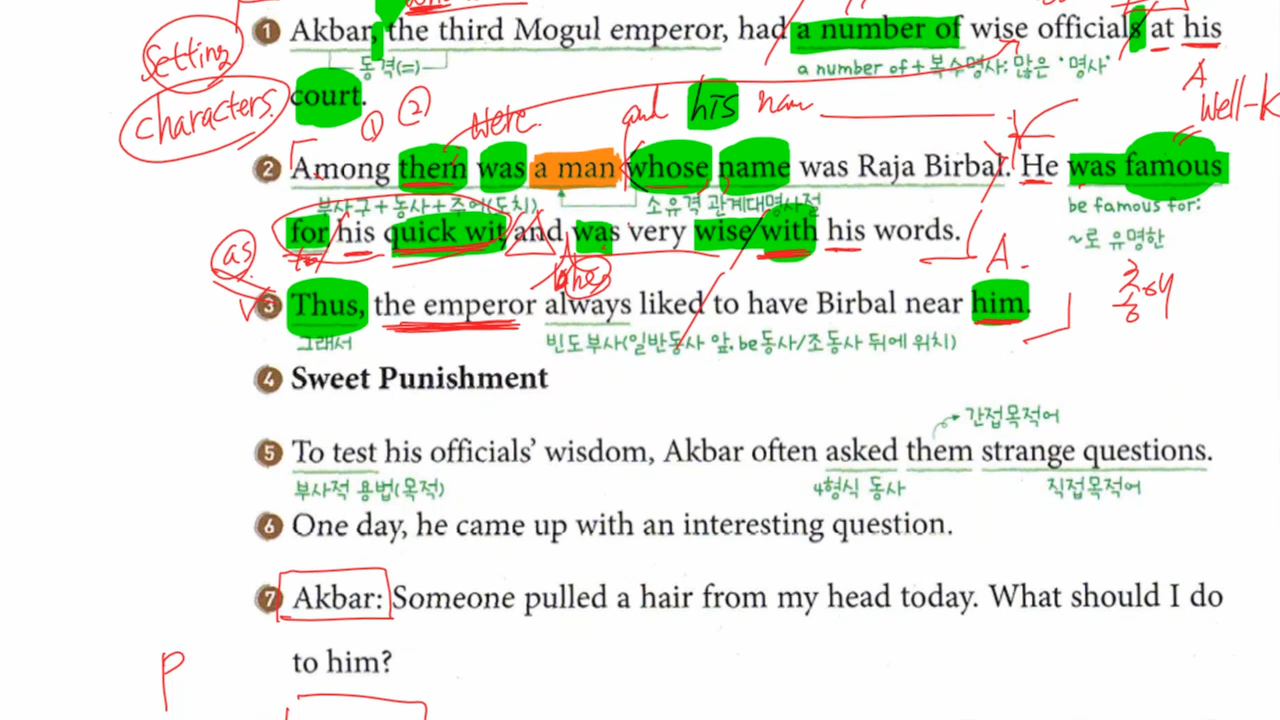 Setting
characters.
1 Akbar, the third Mogul emperor, had a number of wise officials at his
동격(=)
a number of + 복수명사: 많은 '명사'
court.
① ②
were
and his nam
A
Well-k
2 Among them was a man whose name was Raja Birbal. He was famous
부사구+동사+주어(도치)
소유격 관계대명사절
be famous for:
~로 유명한
for his quick wit and was very wise with his words.
as
A.
3 Thus, the emperor always liked to have Birbal near him.
그래서
빈도부사(일반동사 앞, be동사/조동사 뒤에 위치)
4 Sweet Punishment
간접목적어
5 To test his officials' wisdom, Akbar often asked them strange questions.
부사적 용법(목적)
4형식 동사
직접목적어
6 One day, he came up with an interesting question.
7 Akbar: Someone pulled a hair from my head today. What should I do
to him?
P